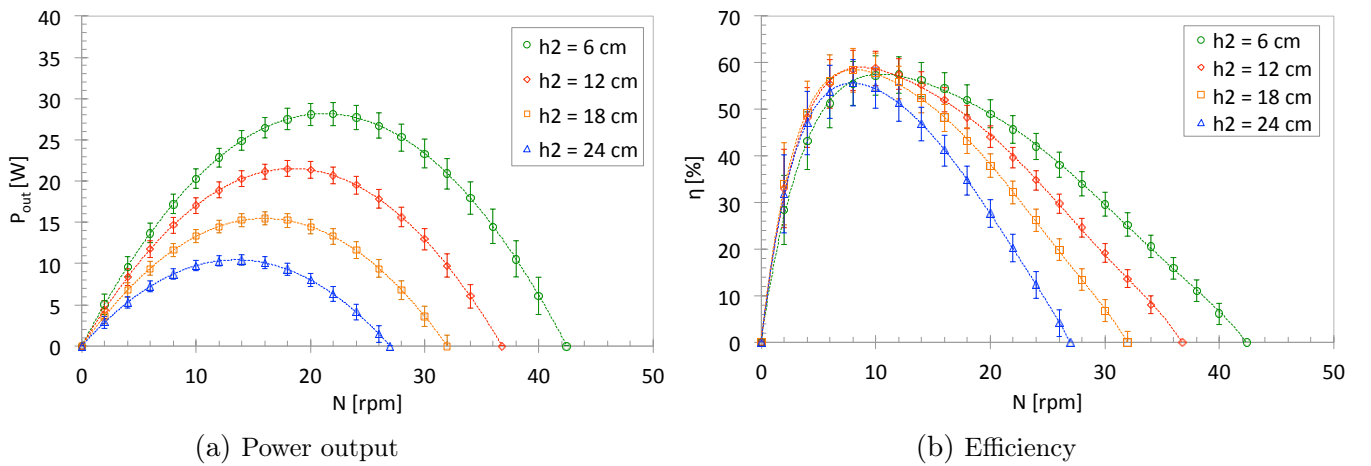 40
35
30
25
20
15
10
5
0
P_out [W]
0 10 20 30 40 50
N [rpm]
h2 = 6 cm
h2 = 12 cm
h2 = 18 cm
h2 = 24 cm
(a) Power output
70
60
50
40
30
20
10
0
η [%]
0 10 20 30 40 50
N [rpm]
h2 = 6 cm
h2 = 12 cm
h2 = 18 cm
h2 = 24 cm
(b) Efficiency